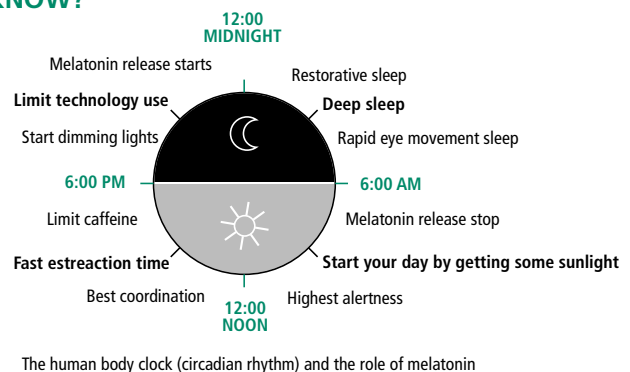 KNOW?
12:00
MIDNIGHT
Melatonin release starts
Restorative sleep
Limit technology use
Deep sleep
Start dimming lights
Rapid eye movement sleep
6:00 PM
6:00 AM
Limit caffeine
Melatonin release stop
Fast estreaction time
Start your day by getting some sunlight
Best coordination
Highest alertness
12:00
NOON
The human body clock (circadian rhythm) and the role of melatonin